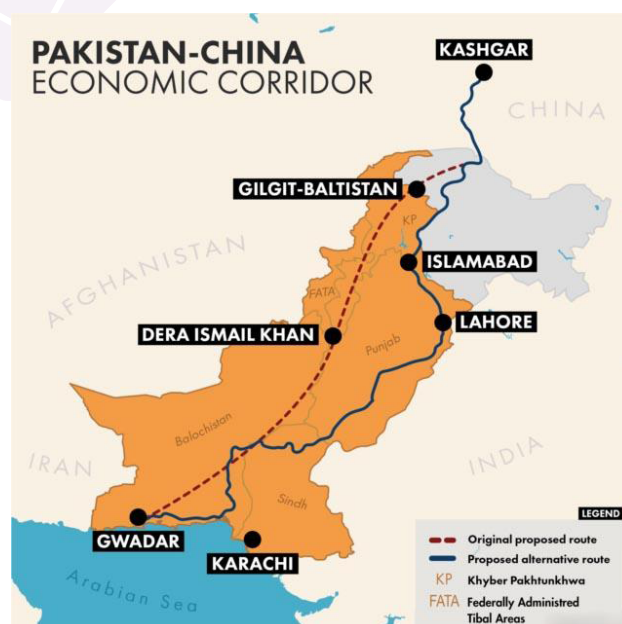 PAKISTAN-CHINA
ECONOMIC CORRIDOR
KASHGAR
CHINA
GILGIT-BALTISTAN
KP
AFGHANISTAN
ISLAMABAD
FATA
LAHORE
DERA ISMAIL KHAN
Punjab
Balochistan
IRAN
INDIA
Sindh
GWADAR
KARACHI
Arabian Sea
LEGEND
Original proposed route
Proposed alternative route
KP Khyber Pakhtunkhwa
FATA Federally Administred
Tibal Areas